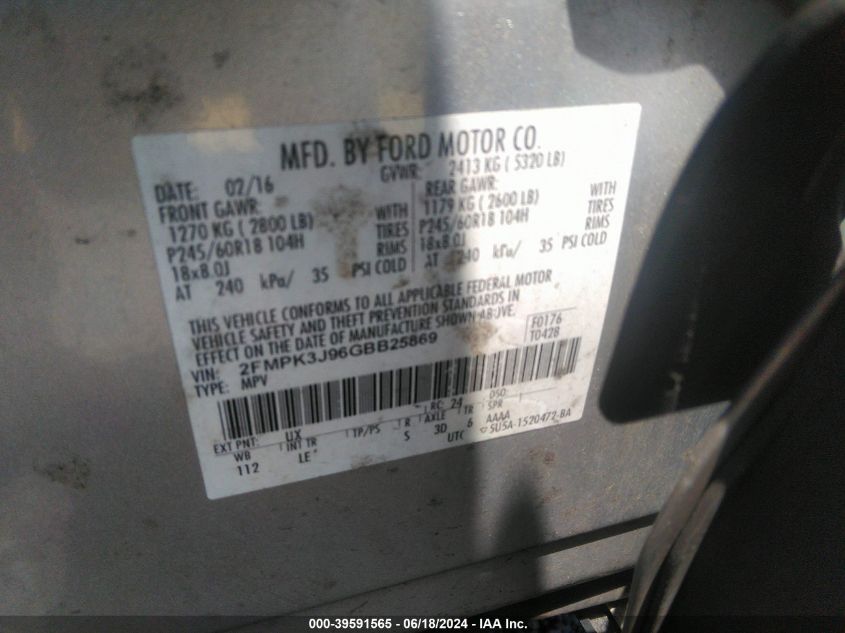 MFD. BY FORD MOTOR CO.
DATE: 02/16 GVWR: 2413 KG ( 5320 LB)
FRONT GAWR: REAR GAWR:
1270 KG ( 2800 LB) WITH 1179 KG ( 2600 LB) WITH
P245/60R18 104H TIRES P245/60R18 104H TIRES
18x8.0J RIMS 18x8.0J RIMS
AT 240 kPa/ 35 PSI COLD AT 240 kPa/ 35 PSI COLD
THIS VEHICLE CONFORMS TO ALL APPLICABLE FEDERAL MOTOR
VEHICLE SAFETY AND THEFT PREVENTION STANDARDS IN
EFFECT ON THE DATE OF MANUFACTURE SHOWN ABOVE.
VIN: 2FMPK3J96GBB25869 F0176
TYPE: MPV T0428
EXT PNT: UX RC: 24 DSO:
WB INT TR TP/PS R AXLE TR SPR
112 LE S 3D 6 AAAA
UTC 5U5A-1520472-BA
000-39591565 - 06/18/2024 - IAA Inc.